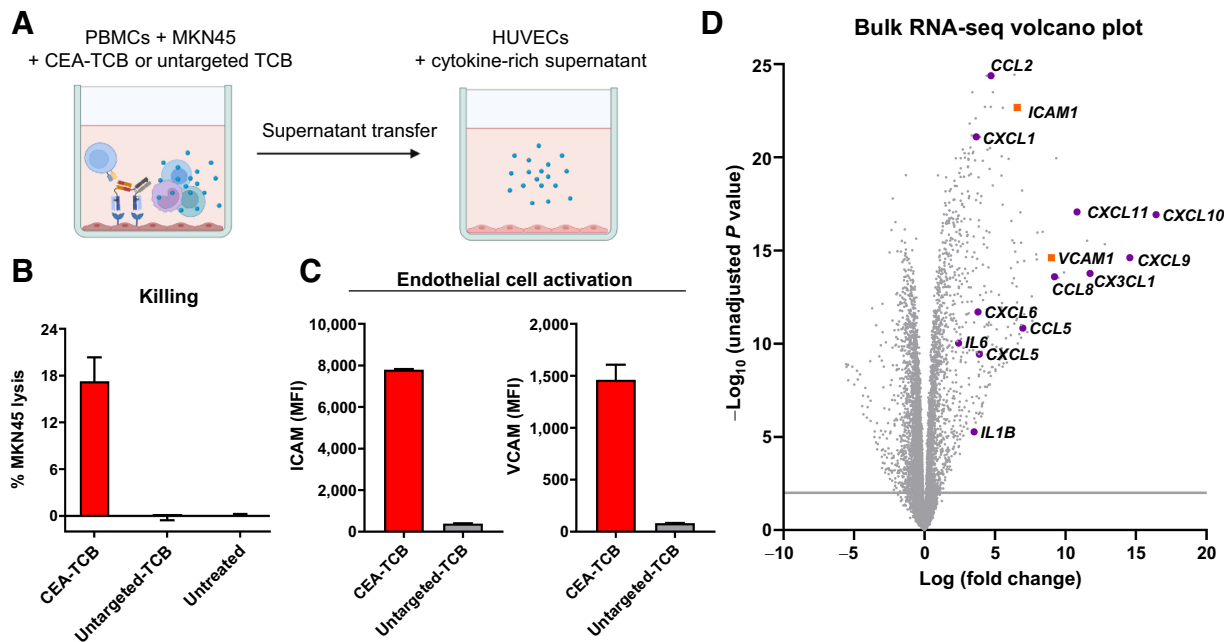 A
PBMCs + MKN45
+ CEA-TCB or untargeted TCB
Supernatant transfer
HUVECs
+ cytokine-rich supernatant
B
Killing
% MKN45 lysis
24
18
12
6
0
CEA-TCB
Untargeted-TCB
Untreated
C
Endothelial cell activation
ICAM (MFI)
10,000
8,000
6,000
4,000
2,000
0
CEA-TCB
Untargeted-TCB
VCAM (MFI)
2,000
1,500
1,000
500
0
CEA-TCB
Untargeted-TCB
D
Bulk RNA-seq volcano plot
−Log10 (unadjusted P value)
25
20
15
10
5
0
CCL2
ICAM1
CXCL1
CXCL11
CXCL10
VCAM1
CXCL9
CCL8
CX3CL1
CXCL6
CCL5
IL6
CXCL5
IL1B
−10
−5
0
5
10
15
20
Log (fold change)